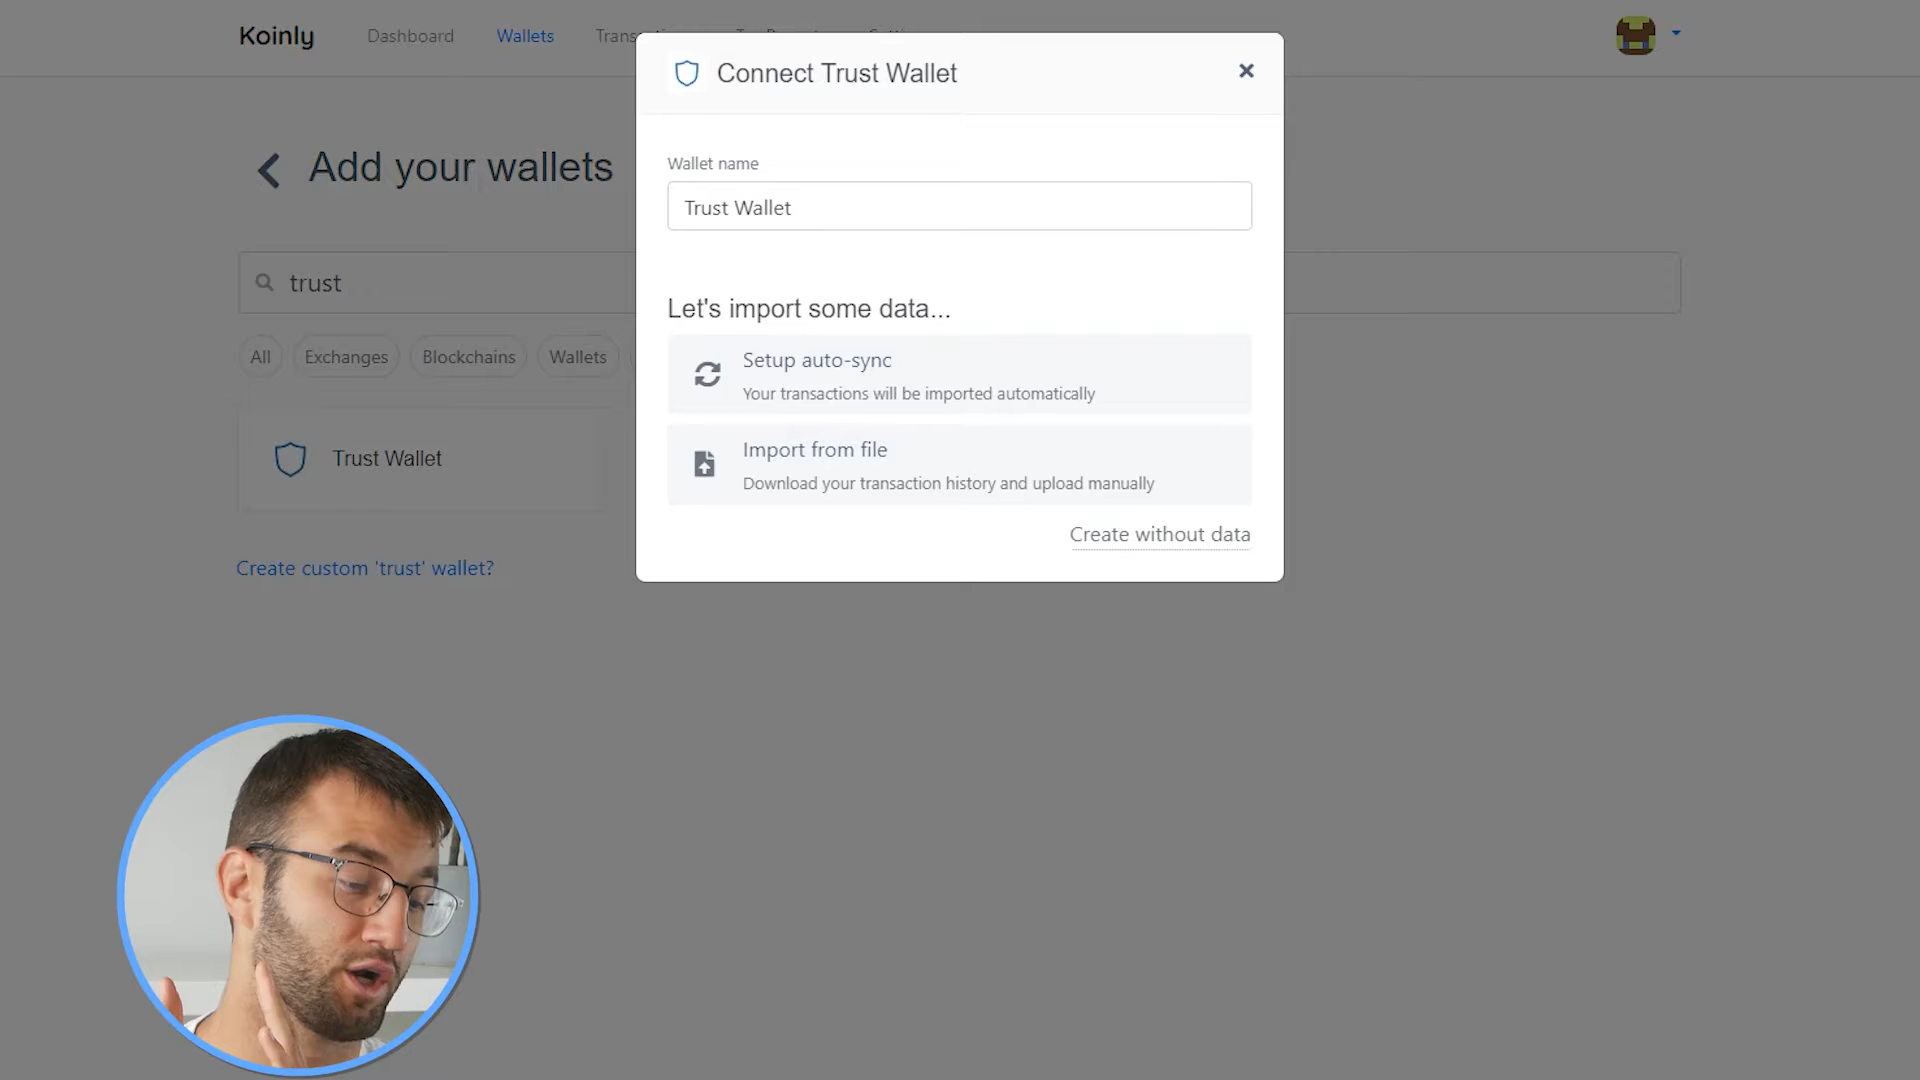 Koinly
Dashboard
Wallets
Connect Trust Wallet
Add your wallets
Wallet name
Trust Wallet
trust
Let's import some data...
All
Exchanges
Blockchains
Wallets
Setup auto-sync
Your transactions will be imported automatically
Import from file
Download your transaction history and upload manually
Trust Wallet
Create without data
Create custom 'trust' wallet?